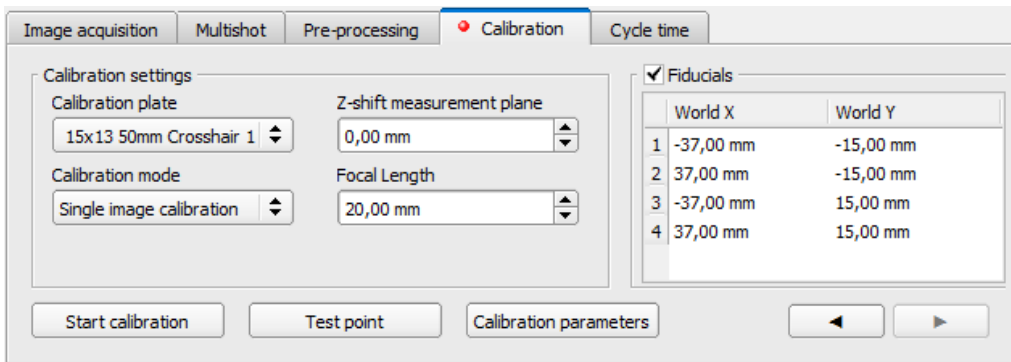 Image acquisition Multishot Pre-processing Calibration Cycle time
Calibration settings
Calibration plate
15x13 50mm Crosshair 1
Z-shift measurement plane
0,00 mm
Calibration mode
Single image calibration
Focal Length
20,00 mm
Fiducials
World X World Y
1 -37,00 mm -15,00 mm
2 37,00 mm -15,00 mm
3 -37,00 mm 15,00 mm
4 37,00 mm 15,00 mm
Start calibration Test point Calibration parameters